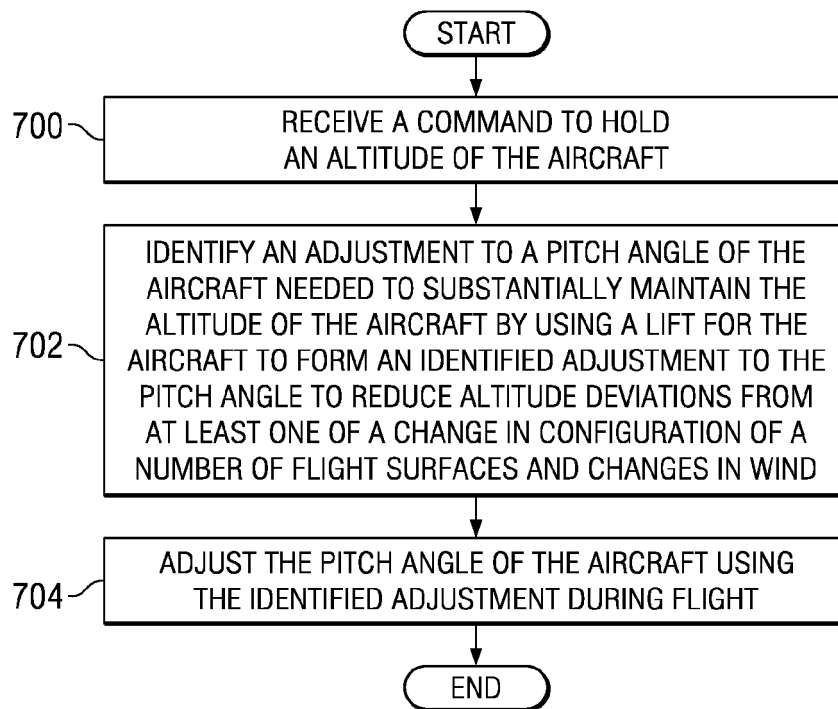 START
700
RECEIVE A COMMAND TO HOLD
AN ALTITUDE OF THE AIRCRAFT
702
IDENTIFY AN ADJUSTMENT TO A PITCH ANGLE OF THE
AIRCRAFT NEEDED TO SUBSTANTIALLY MAINTAIN THE
ALTITUDE OF THE AIRCRAFT BY USING A LIFT FOR THE
AIRCRAFT TO FORM AN IDENTIFIED ADJUSTMENT TO THE
PITCH ANGLE TO REDUCE ALTITUDE DEVIATIONS FROM
AT LEAST ONE OF A CHANGE IN CONFIGURATION OF A
NUMBER OF FLIGHT SURFACES AND CHANGES IN WIND
704
ADJUST THE PITCH ANGLE OF THE AIRCRAFT USING
THE IDENTIFIED ADJUSTMENT DURING FLIGHT
END